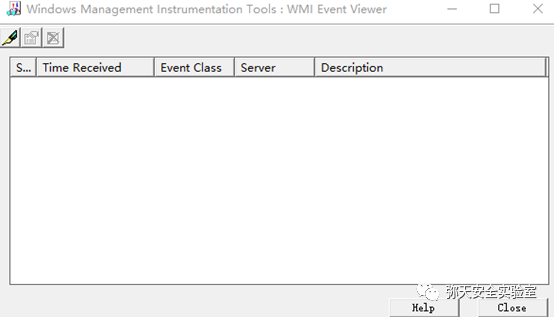 Windows Management Instrumentation Tools : WMI Event Viewer
S... Time Received Event Class Server Description
弥天安全实验室
Help Close